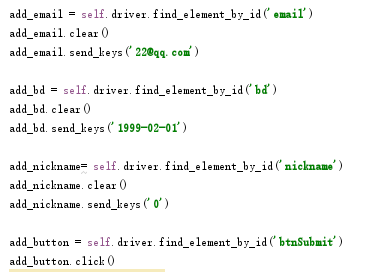 add_email = self.driver.find_element_by_id('email')
add_email.clear()
add_email.send_keys('22@qq.com')
add_bd = self.driver.find_element_by_id('bd')
add_bd.clear()
add_bd.send_keys('1999-02-01')
add_nickname= self.driver.find_element_by_id('nickname')
add_nickname.clear()
add_nickname.send_keys('0')
add_button = self.driver.find_element_by_id('btnSubmit')
add_button.click()